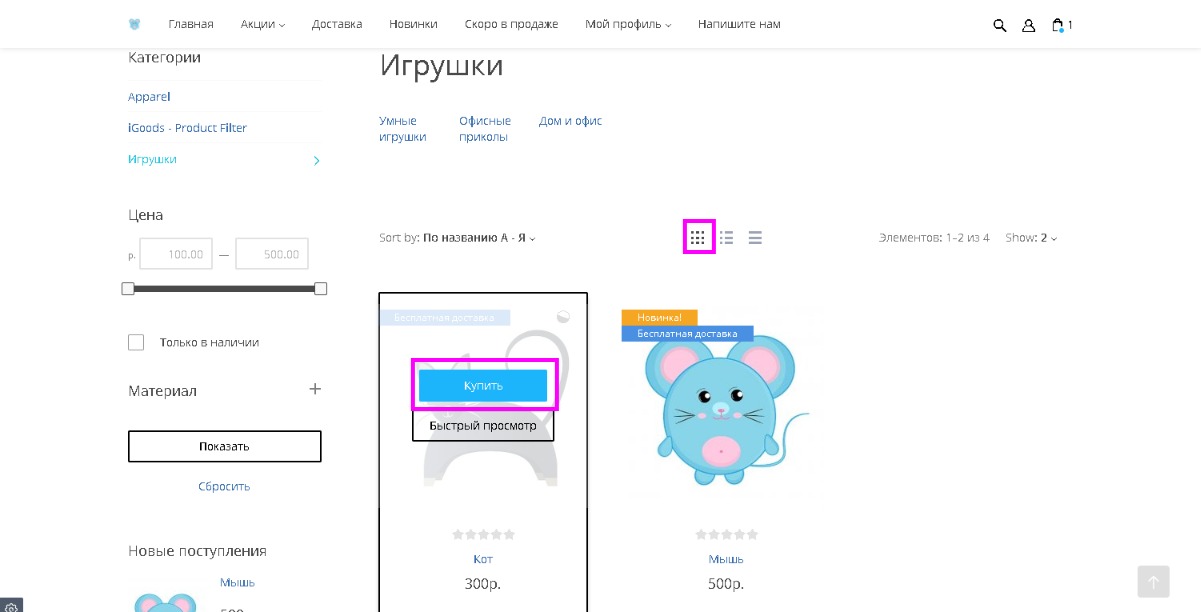 Главная Акции Доставка Новинки Скоро в продаже Мой профиль Напишите нам 1
Категории
Apparel
iGoods - Product Filter
Игрушки
Цена
р. 100.00 — 500.00
Только в наличии
Материал
Показать
Сбросить
Новые поступления
Мышь
Игрушки
Умные
игрушки
Офисные
приколы
Дом и офис
Sort by: По названию А - Я
Элементов: 1–2 из 4 Show: 2
Бесплатная доставка
Купить
Быстрый просмотр
Кот
300р.
Новинка!
Бесплатная доставка
Мышь
500р.